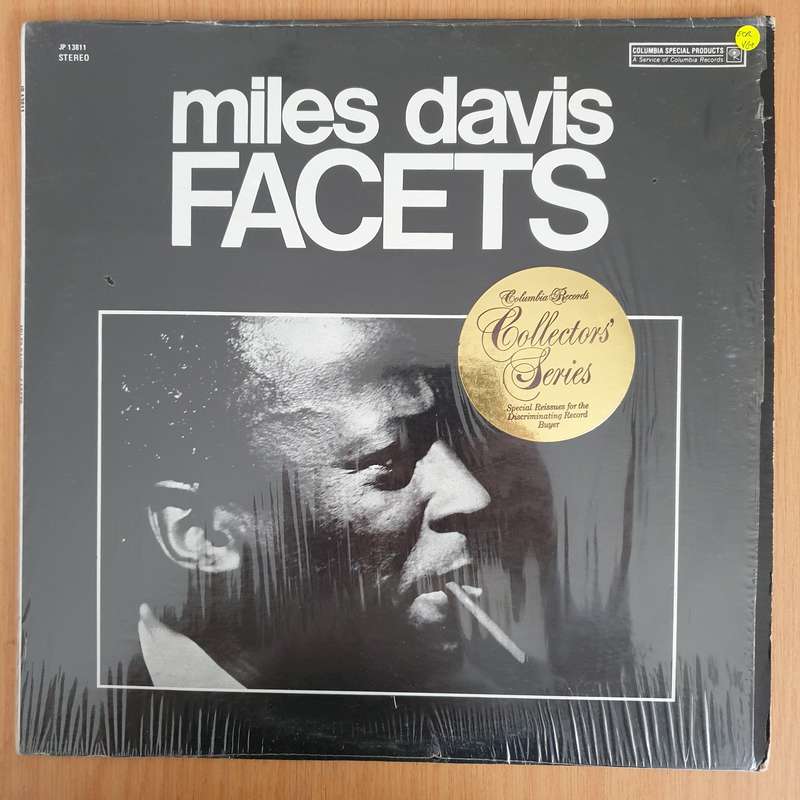 JP 13811
STEREO
COLUMBIA SPECIAL PRODUCTS
A Service of Columbia Records
miles davis
FACETS
Columbia Records
Collectors'
Series
Special Reissues for the
Discriminating Record
Buyer